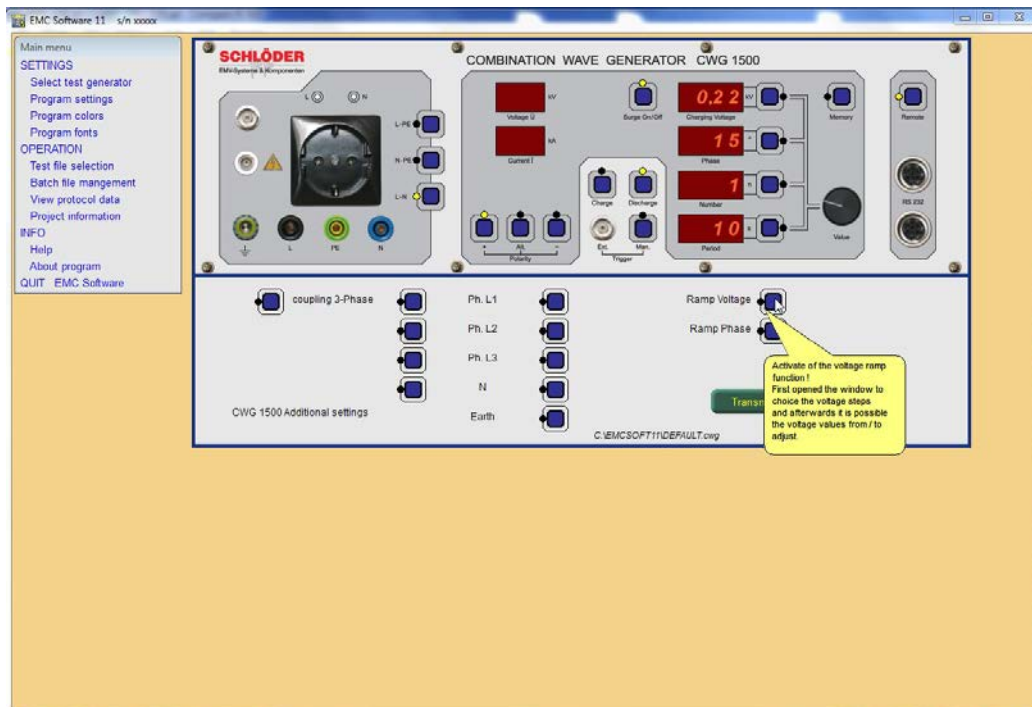 EMC Software 11 s/n xxxxx
Main menu
SETTINGS
Select test generator
Program settings
Program colors
Program fonts
OPERATION
Test file selection
Batch file mangement
View protocol data
Project information
INFO
Help
About program
QUIT EMC Software
SCHLÖDER
EMV-Systeme & Komponenten
COMBINATION WAVE GENERATOR CWG 1500
L N
L-PE
N-PE
L-N
L PE N
kV
Voltage U
kA
Current I
Surge On/Off
0,22 kV
Charging Voltage
15 °
Phase
1 n
Number
10 s
Period
Charge Discharge
Ext. Man.
Trigger
+ Alt. -
Polarity
Memory
Value
Remote
RS 232
coupling 3-Phase
Ph. L1
Ph. L2
Ph. L3
N
Earth
CWG 1500 Additional settings
Ramp Voltage
Ramp Phase
Activate of the voltage ramp
function !
First opened the window to
choice the voltage steps
and afterwards it is possible
the voltage values from / to
adjust
C:\EMCSOFT11\DEFAULT.cwg